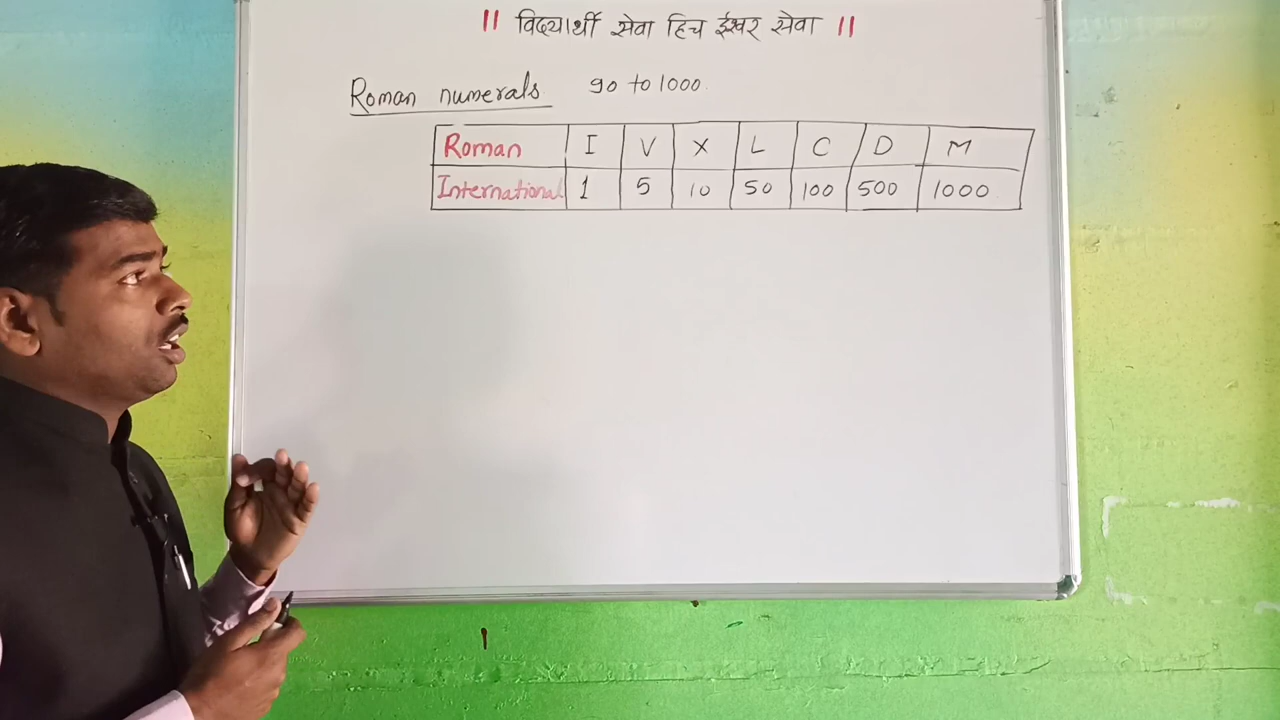 ॥ विद्यार्थी सेवा हिच ईश्वर सेवा ॥
Roman numerals 90 to 1000.
Roman I V X L C D M
International 1 5 10 50 100 500 1000